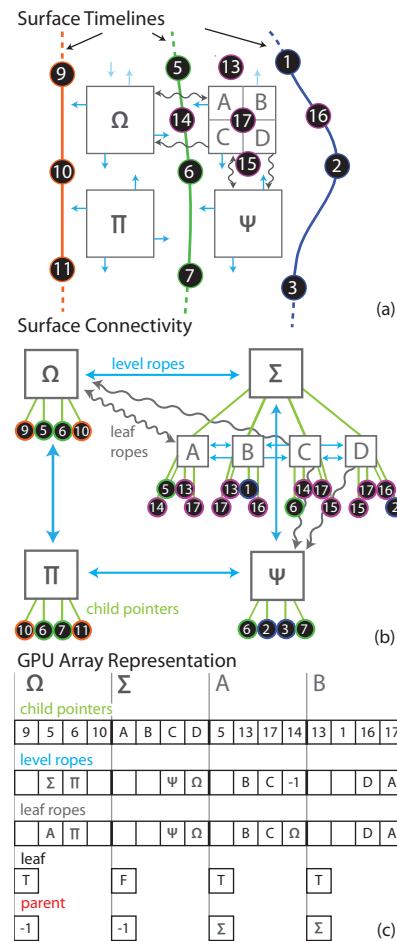 Surface Timelines
9 5 13 1
A B
Ω 14 17 16
C D
10 6 15 2
Π Ψ
11 7 3
(a)
Surface Connectivity
Ω level ropes Σ
leaf
ropes
A B C D
9 5 6 10
5 13 13 1 14 17 17 16
14 17 17 16 6 15 15 2
Π Ψ
child pointers
10 6 7 11 6 2 3 7
(b)
GPU Array Representation
Ω Σ A B
child pointers
9 5 6 10 A B C D 5 13 17 14 13 1 16 17
level ropes
Σ Π Ψ Ω B C -1 D A
leaf ropes
A Π Ψ Ω B C Ω D A
leaf
T F T T
parent
-1 -1 Σ Σ
(c)